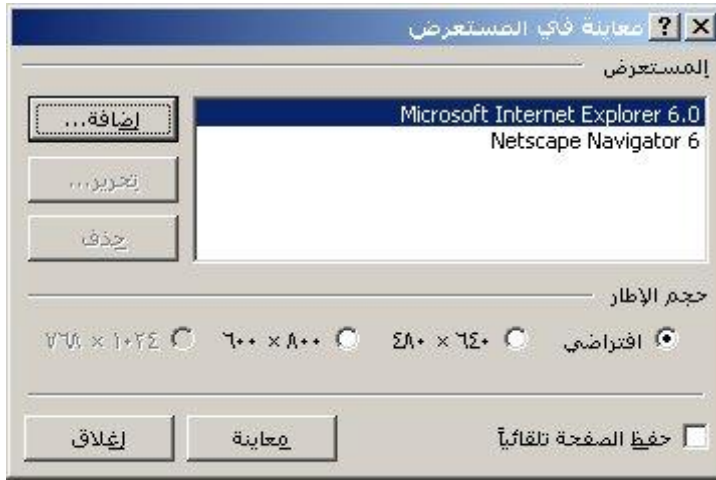 معاينة في المستعرض
المستعرض
Microsoft Internet Explorer 6.0
إضافة...
Netscape Navigator 6
تحرير...
حذف
حجم الإطار
افتراضي ٦٤٠ × ٤٨٠ ٨٠٠ × ٦٠٠ ١٠٢٤ × ٧٦٨
حفظ الصفحة تلقائياً معاينة إغلاق